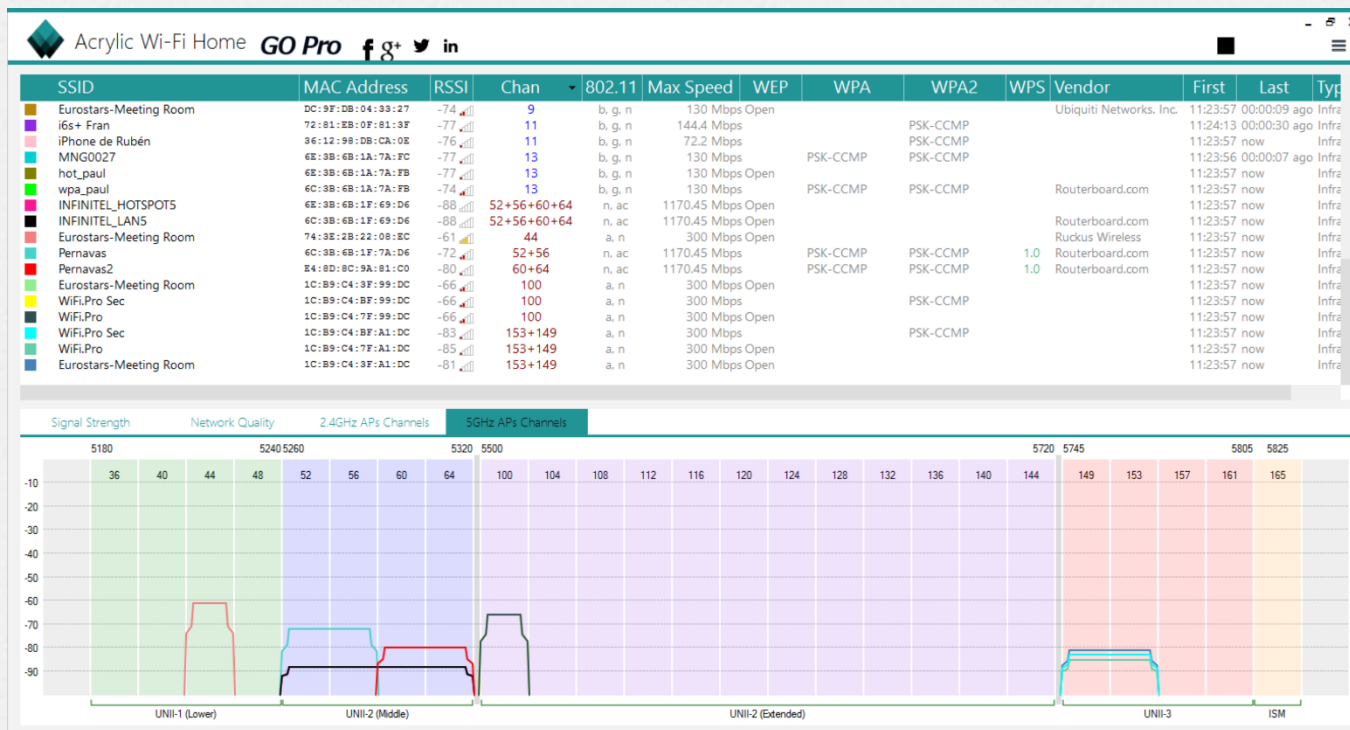 Acrylic Wi-Fi Home GO Pro f g+ in
SSID MAC Address RSSI Chan 802.11 Max Speed WEP WPA WPA2 WPS Vendor First Last Typ
Eurostars-Meeting Room DC:9F:DB:04:33:27 -74 9 b, g, n 130 Mbps Open Ubiquiti Networks. Inc. 11:23:57 00:00:09 ago Infra
i6s+ Fran 72:81:EB:0F:81:3F -77 11 b, g, n 144.4 Mbps PSK-CCMP 11:24:13 00:00:30 ago Infra
iPhone de Rubén 36:12:98:DB:CA:0E -76 11 b, g, n 72.2 Mbps PSK-CCMP 11:23:57 now Infra
MNG0027 6E:3B:6B:1A:7A:FC -77 13 b, g, n 130 Mbps PSK-CCMP PSK-CCMP 11:23:56 00:00:07 ago Infra
hot_paul 6E:3B:6B:1A:7A:FB -77 13 b, g, n 130 Mbps Open 11:23:57 now Infra
wpa_paul 6C:3B:6B:1A:7A:FB -74 13 b, g, n 130 Mbps PSK-CCMP PSK-CCMP Routerboard.com 11:23:57 now Infra
INFINITEL_HOTSPOT5 6E:3B:6B:1F:69:D6 -88 52+56+60+64 n, ac 1170.45 Mbps Open 11:23:57 now Infra
INFINITEL_LAN5 6C:3B:6B:1F:69:D6 -88 52+56+60+64 n, ac 1170.45 Mbps Open Routerboard.com 11:23:57 now Infra
Eurostars-Meeting Room 74:3E:2B:22:08:EC -61 44 a, n 300 Mbps Open Ruckus Wireless 11:23:57 now Infra
Pernavas 6C:3B:6B:1F:7A:D6 -72 52+56 n, ac 1170.45 Mbps PSK-CCMP PSK-CCMP 1.0 Routerboard.com 11:23:57 now Infra
Pernavas2 E4:8D:8C:9A:81:C0 -80 60+64 n, ac 1170.45 Mbps PSK-CCMP PSK-CCMP 1.0 Routerboard.com 11:23:57 now Infra
Eurostars-Meeting Room 1C:B9:C4:3F:99:DC -66 100 a, n 300 Mbps Open 11:23:57 now Infra
WiFi.Pro Sec 1C:B9:C4:BF:99:DC -66 100 a, n 300 Mbps PSK-CCMP 11:23:57 now Infra
WiFi.Pro 1C:B9:C4:7F:99:DC -66 100 a, n 300 Mbps Open 11:23:57 now Infra
WiFi.Pro Sec 1C:B9:C4:BF:A1:DC -83 153+149 a, n 300 Mbps PSK-CCMP 11:23:57 now Infra
WiFi.Pro 1C:B9:C4:7F:A1:DC -85 153+149 a, n 300 Mbps Open 11:23:57 now Infra
Eurostars-Meeting Room 1C:B9:C4:3F:A1:DC -81 153+149 a, n 300 Mbps Open 11:23:57 now Infra
Signal Strength Network Quality 2.4GHz APs Channels 5GHz APs Channels
5180 5240 5260 5320 5500 5720 5745 5805 5825
36 40 44 48 52 56 60 64 100 104 108 112 116 120 124 128 132 136 140 144 149 153 157 161 165
-10
-20
-30
-40
-50
-60
-70
-80
-90
UNII-1 (Lower) UNII-2 (Middle) UNII-2 (Extended) UNII-3 ISM